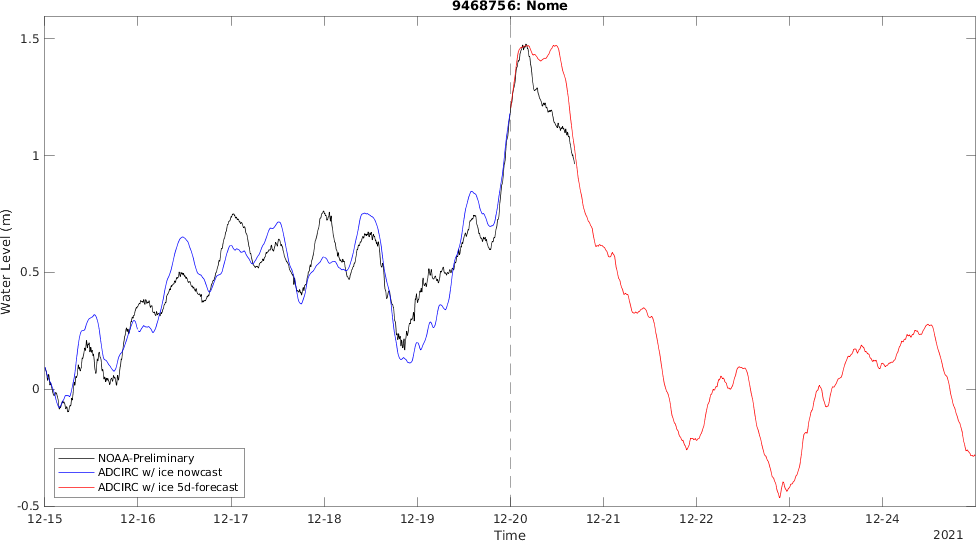 9468756: Nome
Water Level (m)
1.5
1
0.5
0
-0.5
NOAA-Preliminary
ADCIRC w/ ice nowcast
ADCIRC w/ ice 5d-forecast
12-15 12-16 12-17 12-18 12-19 12-20 12-21 12-22 12-23 12-24
Time
2021